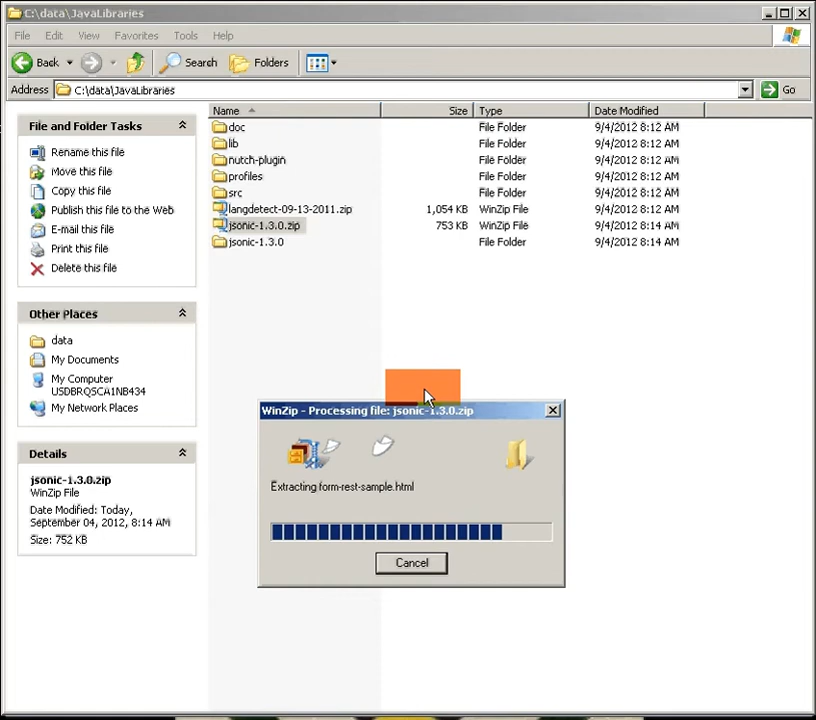 C:\data\JavaLibraries
File Edit View Favorites Tools Help
Back Search Folders
Address C:\data\JavaLibraries Go
Name Size Type Date Modified
File and Folder Tasks
Rename this file
Move this file
Copy this file
Publish this file to the Web
E-mail this file
Print this file
Delete this file
Other Places
data
My Documents
My Computer
USDBRQSCA1NB434
My Network Places
Details
jsonic-1.3.0.zip
WinZip File
Date Modified: Today,
September 04, 2012, 8:14 AM
Size: 752 KB
doc File Folder 9/4/2012 8:12 AM
lib File Folder 9/4/2012 8:12 AM
nutch-plugin File Folder 9/4/2012 8:12 AM
profiles File Folder 9/4/2012 8:12 AM
src File Folder 9/4/2012 8:12 AM
langdetect-09-13-2011.zip 1,054 KB WinZip File 9/4/2012 8:12 AM
jsonic-1.3.0.zip 753 KB WinZip File 9/4/2012 8:14 AM
jsonic-1.3.0 File Folder 9/4/2012 8:14 AM
WinZip - Processing file: jsonic-1.3.0.zip
Extracting form-rest-sample.html
Cancel